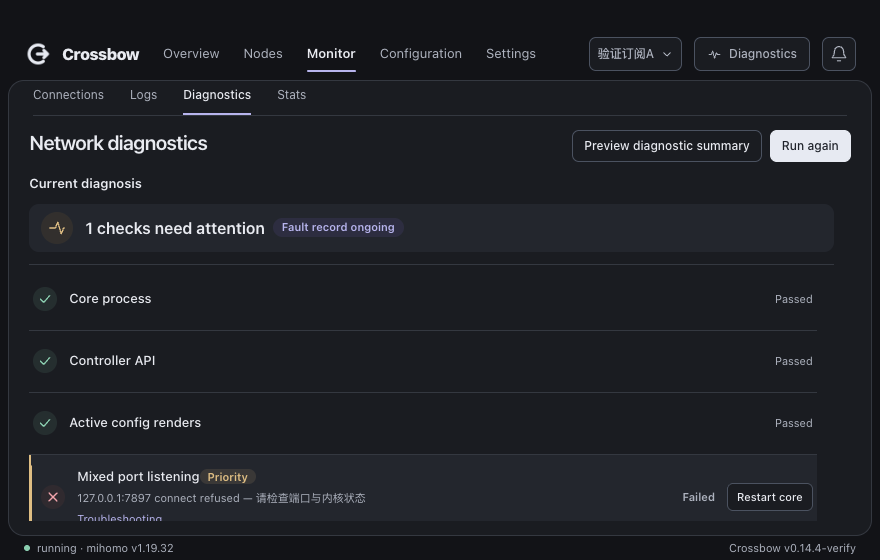 Crossbow
Overview
Nodes
Monitor
Configuration
Settings
验证订阅A
Diagnostics
Connections
Logs
Diagnostics
Stats
Network diagnostics
Preview diagnostic summary
Run again
Current diagnosis
1 checks need attention
Fault record ongoing
Core process
Passed
Controller API
Passed
Active config renders
Passed
Mixed port listening
Priority
127.0.0.1:7897 connect refused — 请检查端口与内核状态
Failed
Restart core
Troubleshooting
running · mihomo v1.19.32
Crossbow v0.14.4-verify